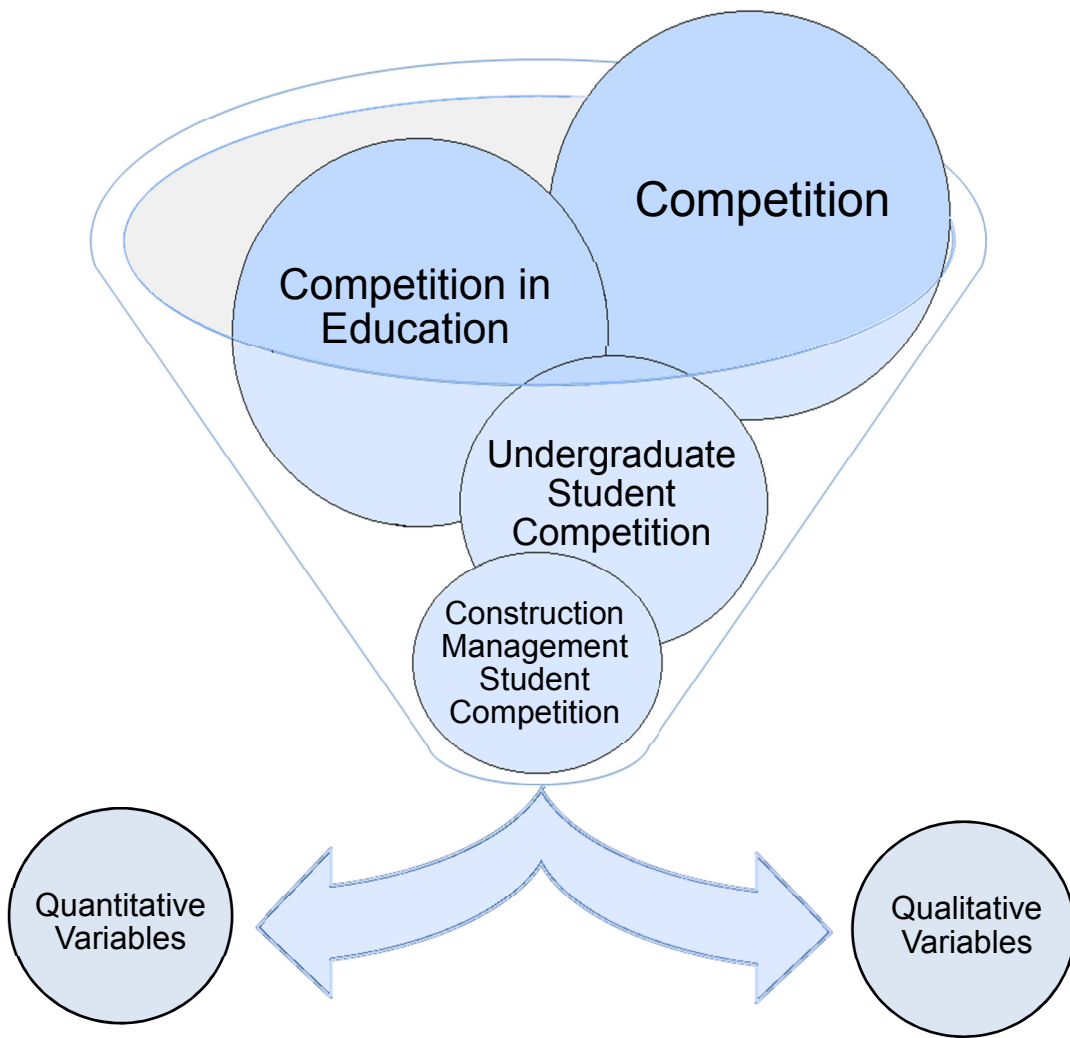 Competition
Competition in
Education
Undergraduate
Student
Competition
Construction
Management
Student
Competition
Quantitative
Variables
Qualitative
Variables